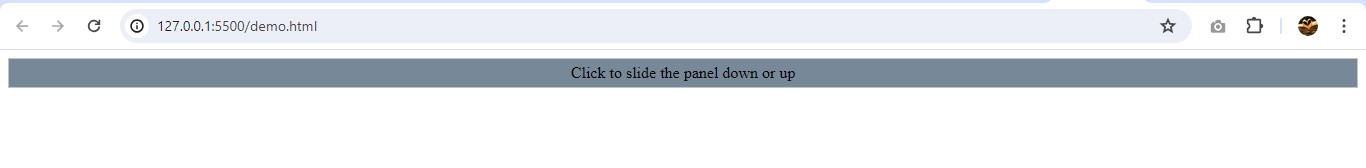 127.0.0.1:5500/demo.html
Click to slide the panel down or up